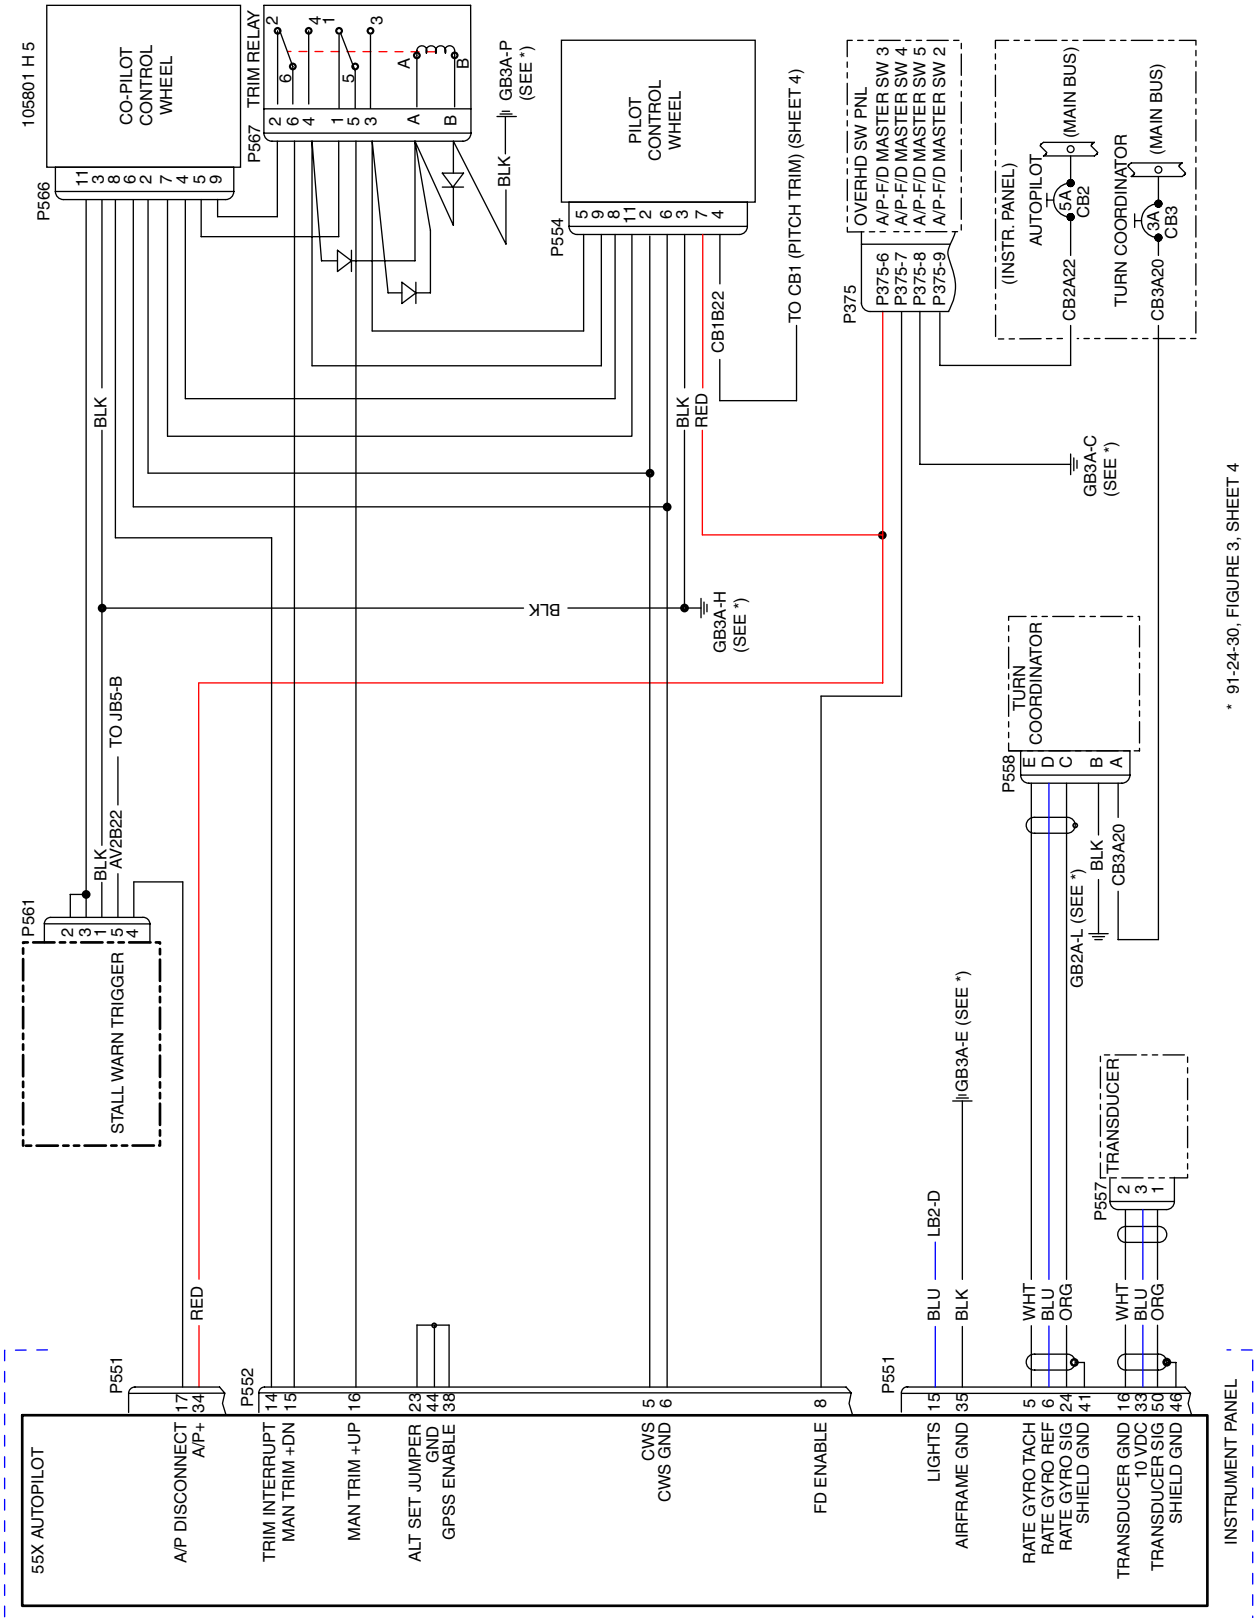 105801 H 5
CO-PILOT
CONTROL
WHEEL
P566
11
3
8
6
2
7
4
5
9
TRIM RELAY
P567
2
4
1
3
6
5
A
B
2
6
4
1
5
3
A
B
BLK
GB3A-P
(SEE *)
PILOT
CONTROL
WHEEL
P554
5
9
8
11
2
6
3
7
4
CB1B22
TO CB1 (PITCH TRIM) (SHEET 4)
BLK
RED
OVERHD SW PNL
A/P-F/D MASTER SW 3
A/P-F/D MASTER SW 4
A/P-F/D MASTER SW 5
A/P-F/D MASTER SW 2
P375
P375-6
P375-7
P375-8
P375-9
(INSTR. PANEL)
AUTOPILOT
5A
CB2
(MAIN BUS)
CB2A22
TURN COORDINATOR
3A
CB3
(MAIN BUS)
CB3A20
GB3A-C
(SEE *)
BLK
BLK
GB3A-H
(SEE *)
* 91-24-30, FIGURE 3, SHEET 4
STALL WARN TRIGGER
P561
2
3
1
5
4
BLK
AV2B22
TO JB5-B
TURN
COORDINATOR
P558
E
D
C
B
A
BLK
CB3A20
GB2A-L (SEE *)
GB3A-E (SEE *)
LB2-D
TRANSDUCER
P557
2
3
1
RED
BLU
BLK
WHT
BLU
ORG
WHT
BLU
ORG
55X AUTOPILOT
P551
A/P DISCONNECT 17
A/P+ 34
P552
TRIM INTERRUPT 14
MAN TRIM +DN 15
MAN TRIM +UP 16
ALT SET JUMPER 23
GND 44
GPSS ENABLE 38
CWS 5
CWS GND 6
FD ENABLE 8
P551
LIGHTS 15
AIRFRAME GND 35
RATE GYRO TACH 5
RATE GYRO REF 6
RATE GYRO SIG 24
SHIELD GND 41
TRANSDUCER GND 16
10 VDC 33
TRANSDUCER SIG 50
SHIELD GND 46
INSTRUMENT PANEL